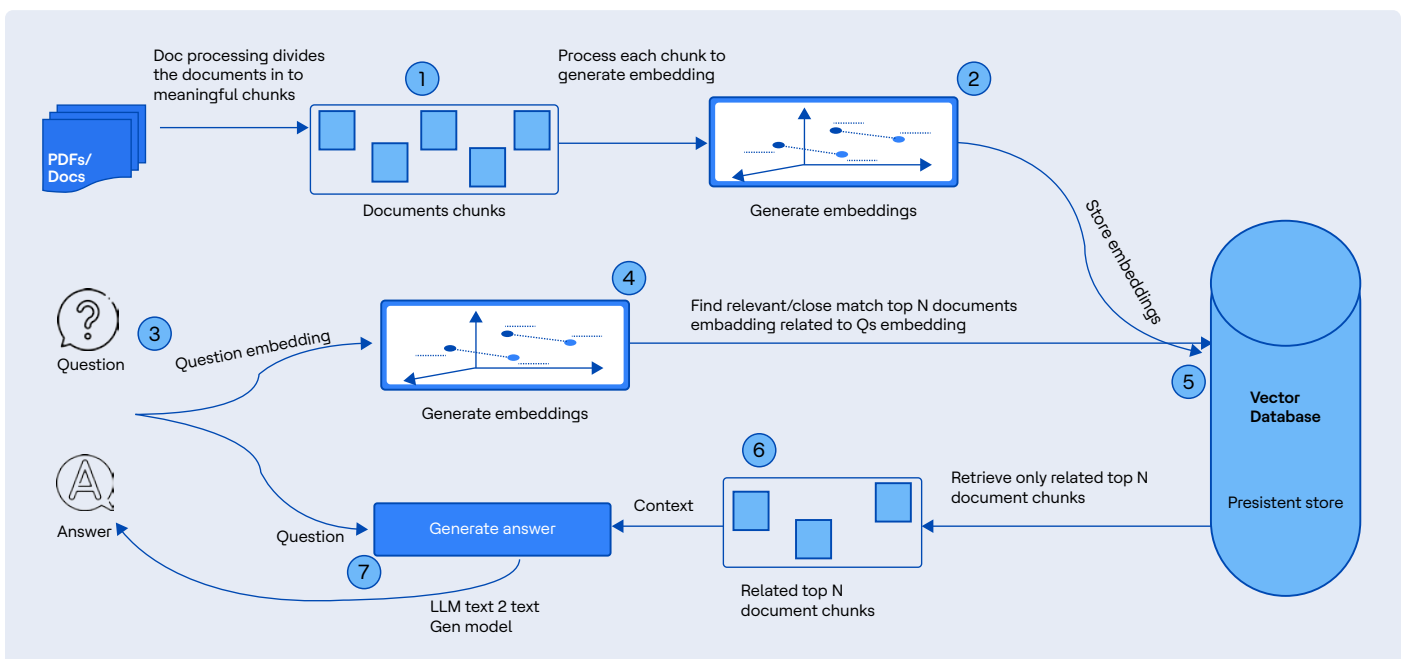 Doc processing divides
the documents in to
meaningful chunks
1
Process each chunk to
generate embedding
2
PDFs/
Docs
Documents chunks
Generate embeddings
Store embeddings
3
Question
Question embedding
4
Generate embeddings
Find relevant/close match top N documents
embadding related to Qs embedding
5
Vector
Database
Presistent store
A
Answer
Question
7
Generate answer
LLM text 2 text
Gen model
Context
6
Related top N
document chunks
Retrieve only related top N
document chunks